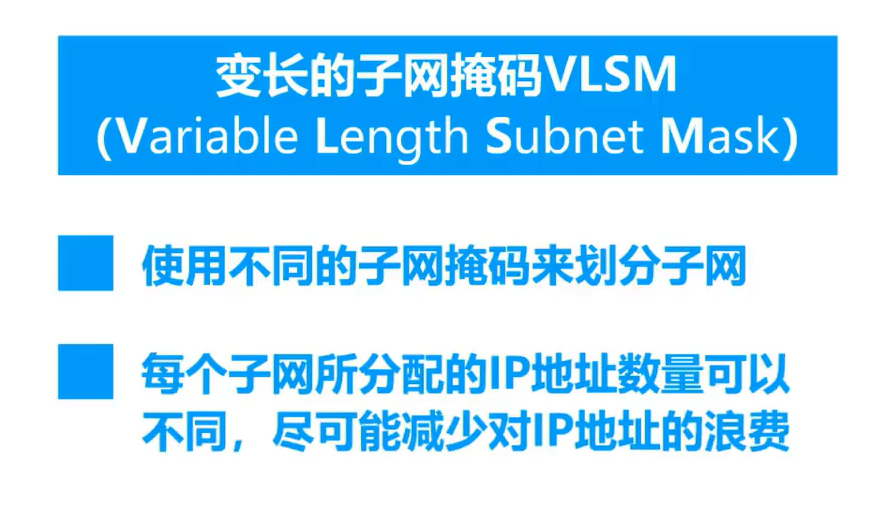 变长的子网掩码VLSM
(Variable Length Subnet Mask)
使用不同的子网掩码来划分子网
每个子网所分配的IP地址数量可以
不同，尽可能减少对IP地址的浪费